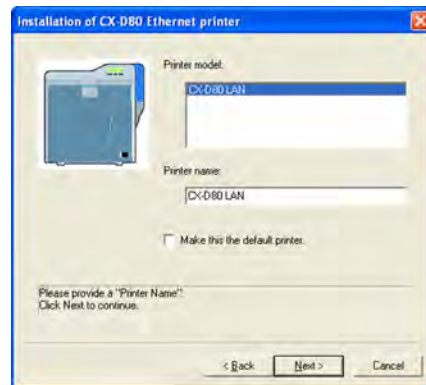 Installation of CX-D80 Ethernet printer
Printer model:
CX-D80 LAN
Printer name:
CX-D80 LAN
Make this the default printer.
Please provide a "Printer Name".
Click Next to continue.
< Back
Next >
Cancel